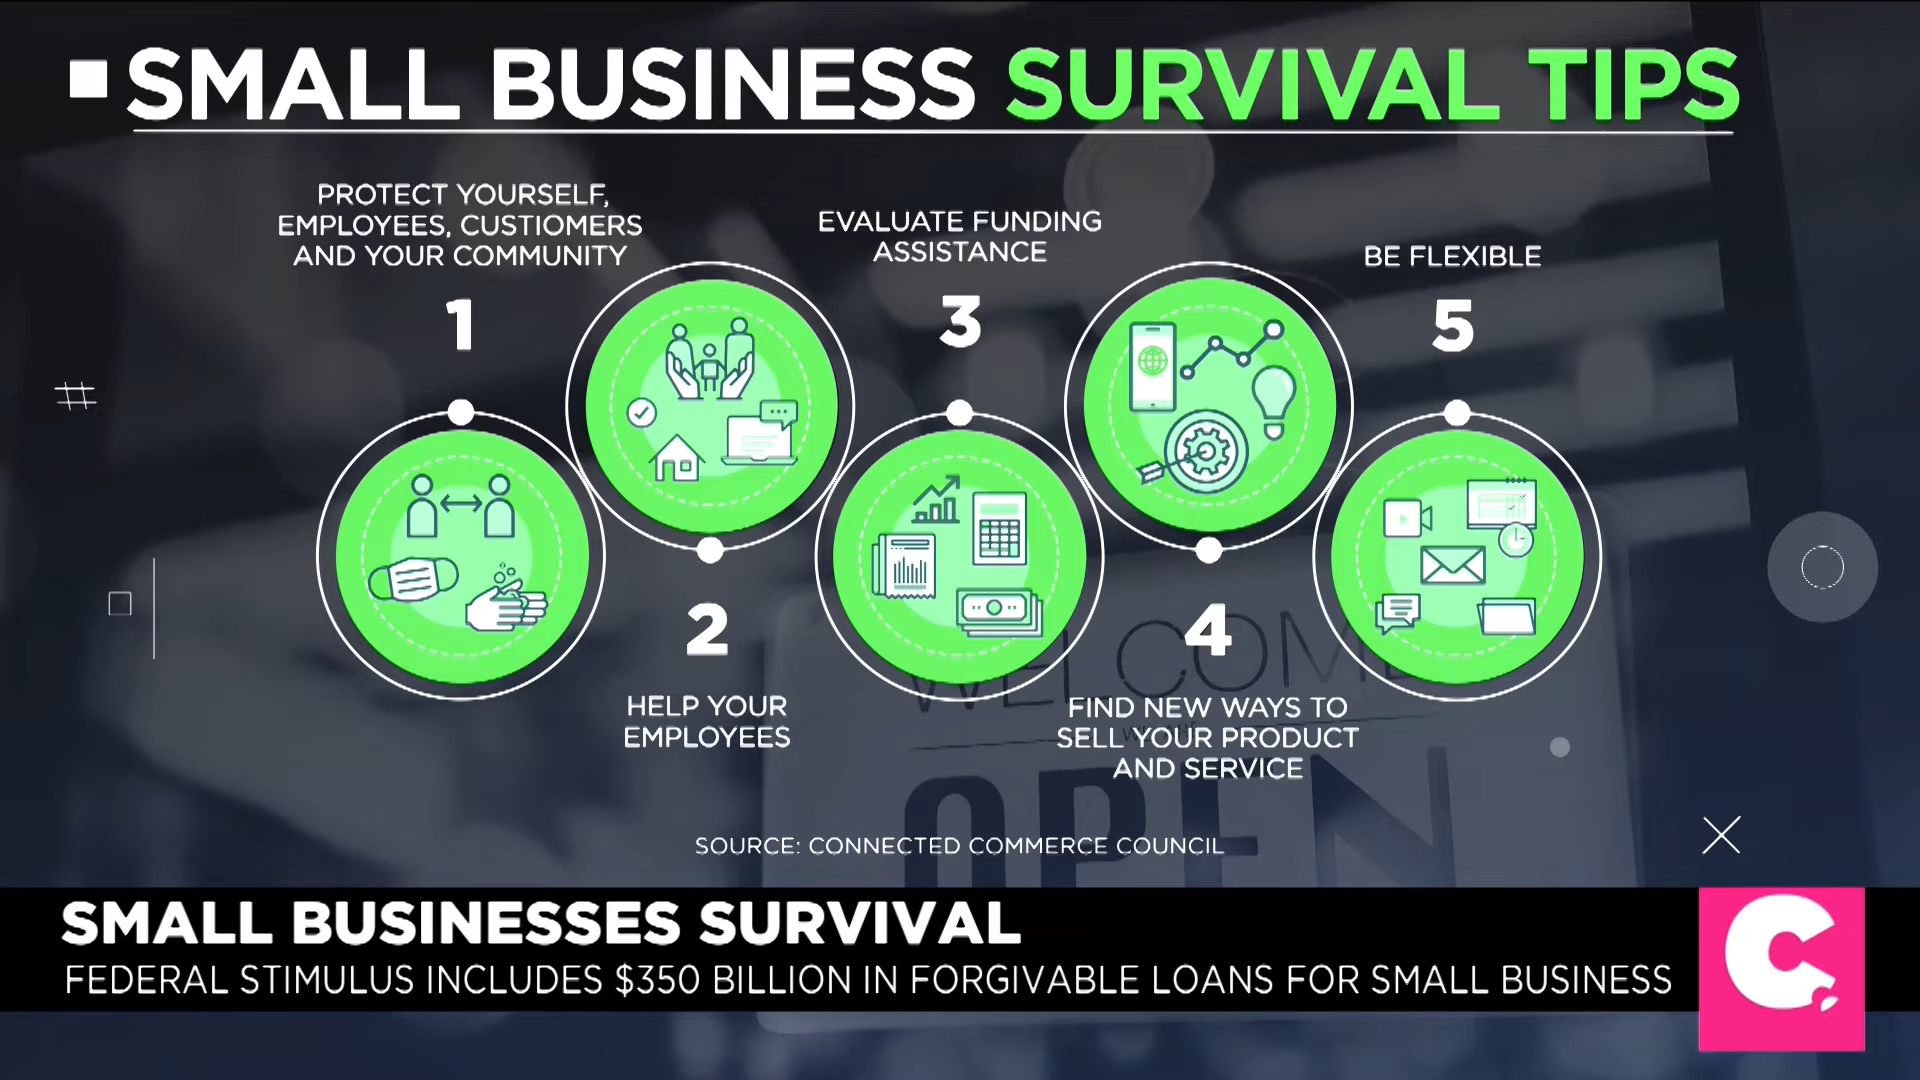 SMALL BUSINESS SURVIVAL TIPS
PROTECT YOURSELF,
EMPLOYEES, CUSTIOMERS
AND YOUR COMMUNITY
1
2
HELP YOUR
EMPLOYEES
EVALUATE FUNDING
ASSISTANCE
3
4
FIND NEW WAYS TO
SELL YOUR PRODUCT
AND SERVICE
BE FLEXIBLE
5
WELCOME
OPEN
SOURCE: CONNECTED COMMERCE COUNCIL
SMALL BUSINESSES SURVIVAL
FEDERAL STIMULUS INCLUDES $350 BILLION IN FORGIVABLE LOANS FOR SMALL BUSINESS
C